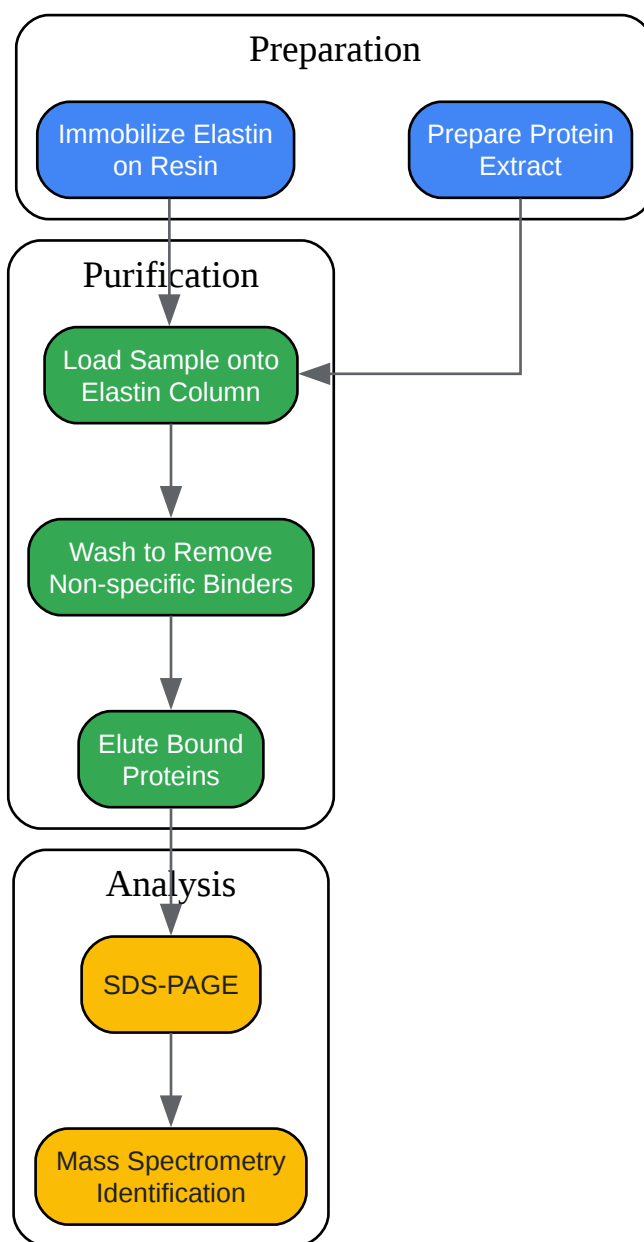 Preparation
Immobilize Elastin
on Resin
Prepare Protein
Extract
Purification
Load Sample onto
Elastin Column
Wash to Remove
Non-specific Binders
Elute Bound
Proteins
Analysis
SDS-PAGE
Mass Spectrometry
Identification